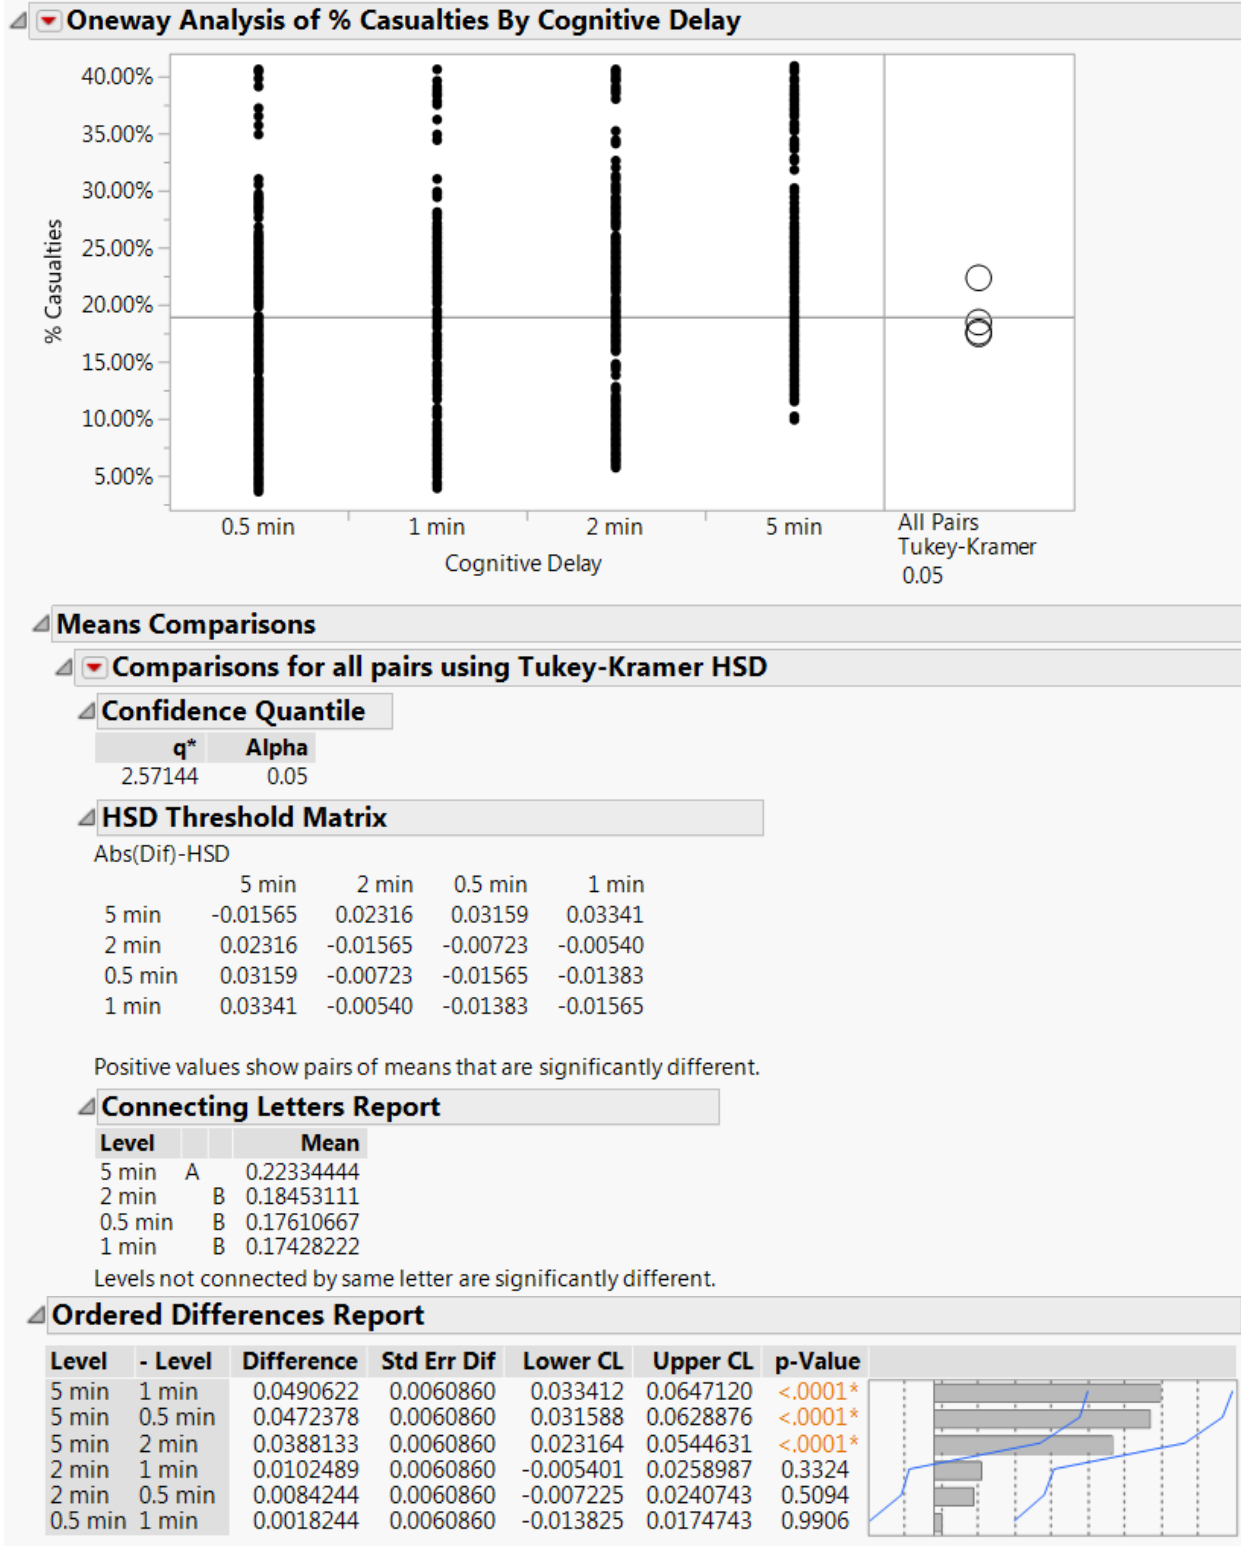 Oneway Analysis of % Casualties By Cognitive Delay
40.00%
35.00%
30.00%
25.00%
20.00%
15.00%
10.00%
5.00%
% Casualties
0.5 min 1 min 2 min 5 min
Cognitive Delay
All Pairs
Tukey-Kramer
0.05
Means Comparisons
Comparisons for all pairs using Tukey-Kramer HSD
Confidence Quantile
q* Alpha
2.57144 0.05
HSD Threshold Matrix
Abs(Dif)-HSD
5 min 2 min 0.5 min 1 min
5 min -0.01565 0.02316 0.03159 0.03341
2 min 0.02316 -0.01565 -0.00723 -0.00540
0.5 min 0.03159 -0.00723 -0.01565 -0.01383
1 min 0.03341 -0.00540 -0.01383 -0.01565
Positive values show pairs of means that are significantly different.
Connecting Letters Report
Level Mean
5 min A 0.22334444
2 min B 0.18453111
0.5 min B 0.17610667
1 min B 0.17428222
Levels not connected by same letter are significantly different.
Ordered Differences Report
Level - Level Difference Std Err Dif Lower CL Upper CL p-Value
5 min 1 min 0.0490622 0.0060860 0.033412 0.0647120 <.0001*
5 min 0.5 min 0.0472378 0.0060860 0.031588 0.0628876 <.0001*
5 min 2 min 0.0388133 0.0060860 0.023164 0.0544631 <.0001*
2 min 1 min 0.0102489 0.0060860 -0.005401 0.0258987 0.3324
2 min 0.5 min 0.0084244 0.0060860 -0.007225 0.0240743 0.5094
0.5 min 1 min 0.0018244 0.0060860 -0.013825 0.0174743 0.9906